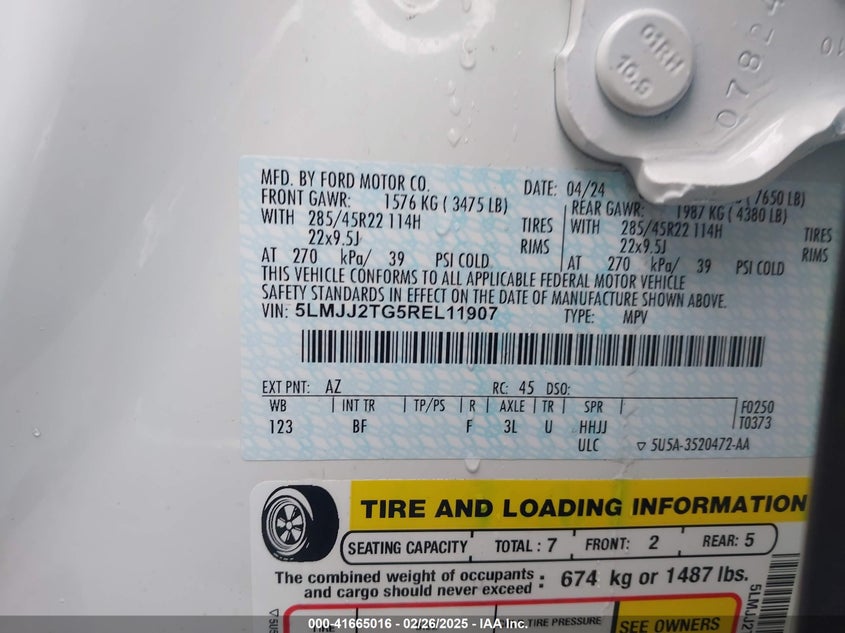 01RH
10.9
0782
01
MFD. BY FORD MOTOR CO.
DATE: 04/24
7650 LB)
FRONT GAWR: 1576 KG ( 3475 LB)
REAR GAWR: 1987 KG ( 4380 LB)
WITH 285/45R22 114H TIRES
WITH 285/45R22 114H TIRES
22x9.5J RIMS
22x9.5J RIMS
AT 270 kPa/ 39 PSI COLD
AT 270 kPa/ 39 PSI COLD
THIS VEHICLE CONFORMS TO ALL APPLICABLE FEDERAL MOTOR VEHICLE
SAFETY STANDARDS IN EFFECT ON THE DATE OF MANUFACTURE SHOWN ABOVE.
VIN: 5LMJJ2TG5REL11907 TYPE: MPV
EXT PNT: AZ RC: 45 DSO:
WB INT TR TP/PS R AXLE TR SPR F0250
123 BF F 3L U HHJJ T0373
ULC 5U5A-3520472-AA
TIRE AND LOADING INFORMATION
SEATING CAPACITY TOTAL : 7 FRONT: 2 REAR: 5
The combined weight of occupants
and cargo should never exceed : 674 kg or 1487 lbs.
TIRE PRESSURE SEE OWNERS
5LMJJ2
000-41665016 - 02/26/2025 - IAA Inc.